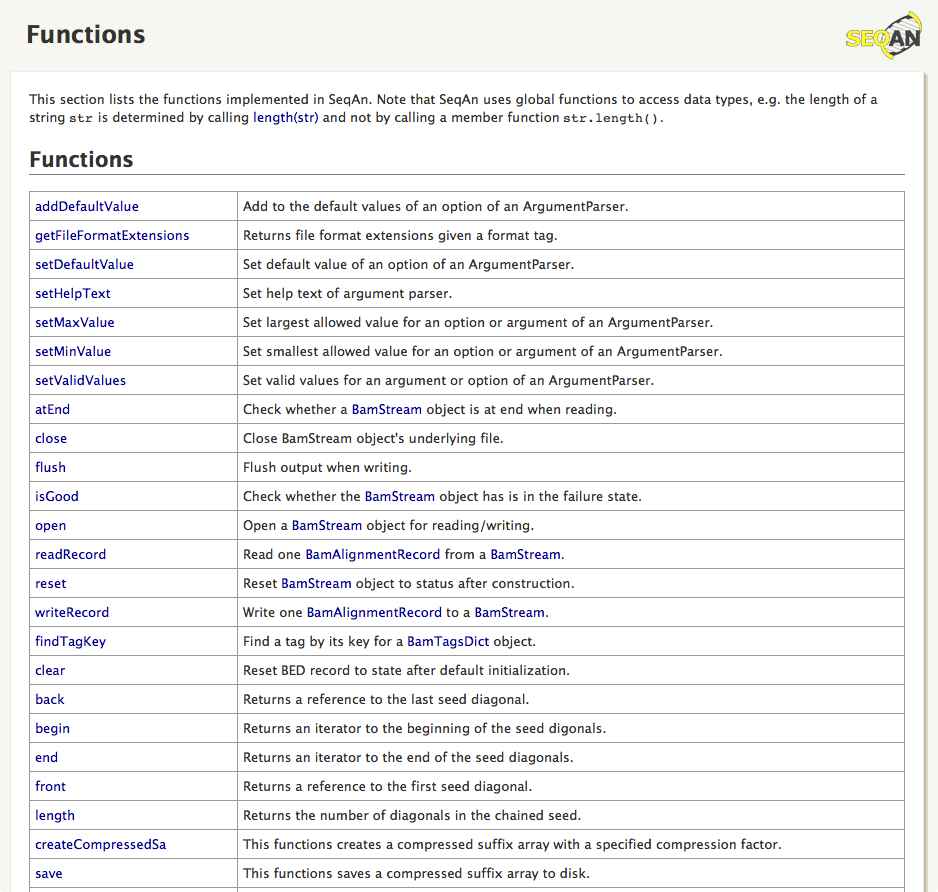 Functions
SEQAN
This section lists the functions implemented in SeqAn. Note that SeqAn uses global functions to access data types, e.g. the length of a
string str is determined by calling length(str) and not by calling a member function str.length().
Functions
addDefaultValue Add to the default values of an option of an ArgumentParser.
getFileFormatExtensions Returns file format extensions given a format tag.
setDefaultValue Set default value of an option of an ArgumentParser.
setHelpText Set help text of argument parser.
setMaxValue Set largest allowed value for an option or argument of an ArgumentParser.
setMinValue Set smallest allowed value for an option or argument of an ArgumentParser.
setValidValues Set valid values for an argument or option of an ArgumentParser.
atEnd Check whether a BamStream object is at end when reading.
close Close BamStream object's underlying file.
flush Flush output when writing.
isGood Check whether the BamStream object has is in the failure state.
open Open a BamStream object for reading/writing.
readRecord Read one BamAlignmentRecord from a BamStream.
reset Reset BamStream object to status after construction.
writeRecord Write one BamAlignmentRecord to a BamStream.
findTagKey Find a tag by its key for a BamTagsDict object.
clear Reset BED record to state after default initialization.
back Returns a reference to the last seed diagonal.
begin Returns an iterator to the beginning of the seed digonals.
end Returns an iterator to the end of the seed diagonals.
front Returns a reference to the first seed diagonal.
length Returns the number of diagonals in the chained seed.
createCompressedSa This functions creates a compressed suffix array with a specified compression factor.
save This functions saves a compressed suffix array to disk.